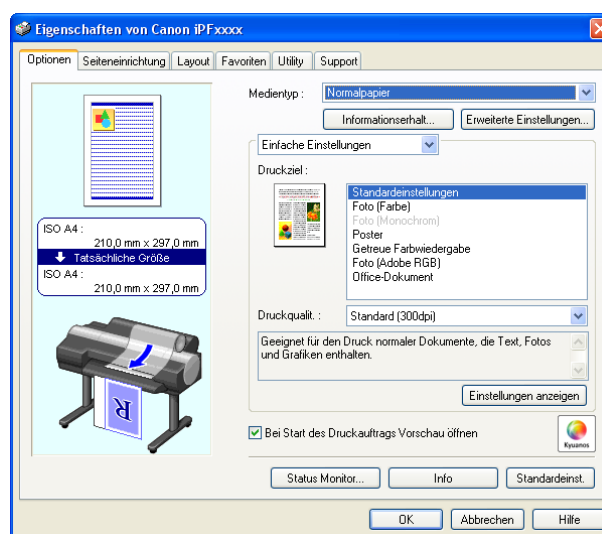 Eigenschaften von Canon iPFxxxx
Optionen Seiteneinrichtung Layout Favoriten Utility Support
Medientyp : Normalpapier
Informationserhalt... Erweiterte Einstellungen...
Einfache Einstellungen
Druckziel :
Standardeinstellungen
Foto (Farbe)
Foto (Monochrom)
Poster
Getreue Farbwiedergabe
Foto (Adobe RGB)
Office-Dokument
ISO A4 :
210,0 mm x 297,0 mm
Tatsächliche Größe
ISO A4 :
210,0 mm x 297,0 mm
R
Druckqualit. : Standard (300dpi)
Geeignet für den Druck normaler Dokumente, die Text, Fotos
und Grafiken enthalten.
Einstellungen anzeigen
Bei Start des Druckauftrags Vorschau öffnen
Kyuanos
Status Monitor... Info Standardeinst.
OK Abbrechen Hilfe